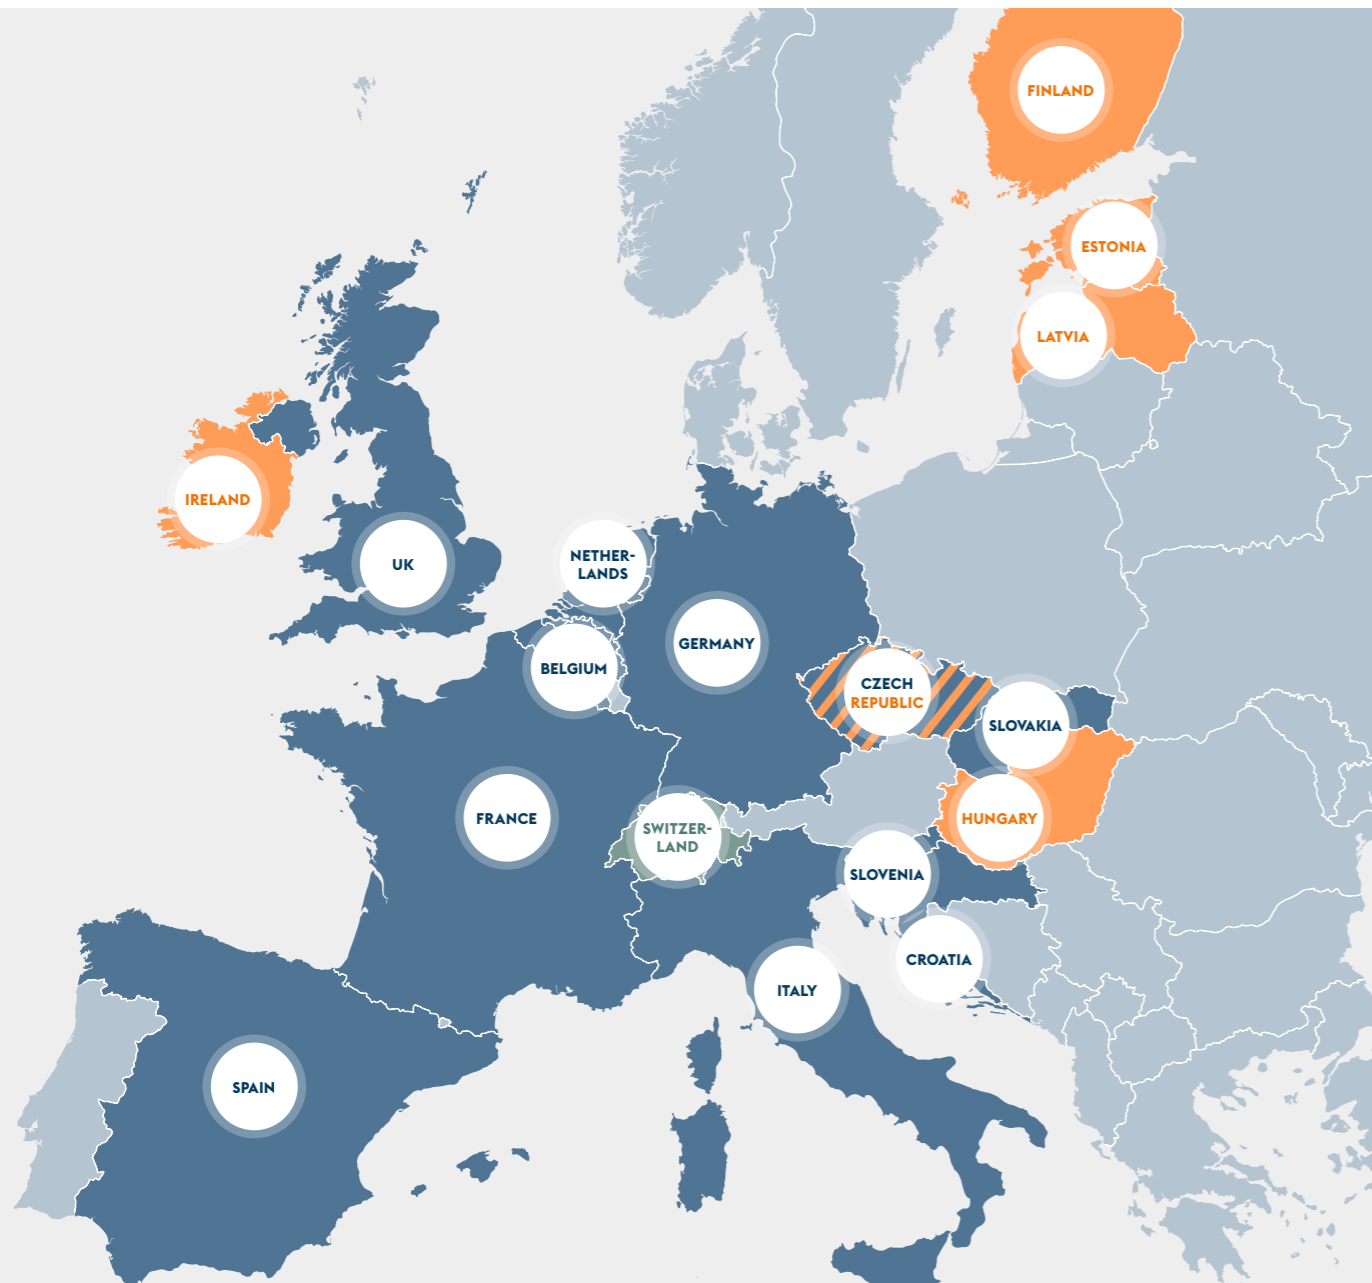 FINLAND
ESTONIA
LATVIA
IRELAND
UK
NETHER-
LANDS
GERMANY
BELGIUM
CZECH
REPUBLIC
SLOVAKIA
FRANCE
SWITZER-
LAND
HUNGARY
SLOVENIA
CROATIA
ITALY
SPAIN